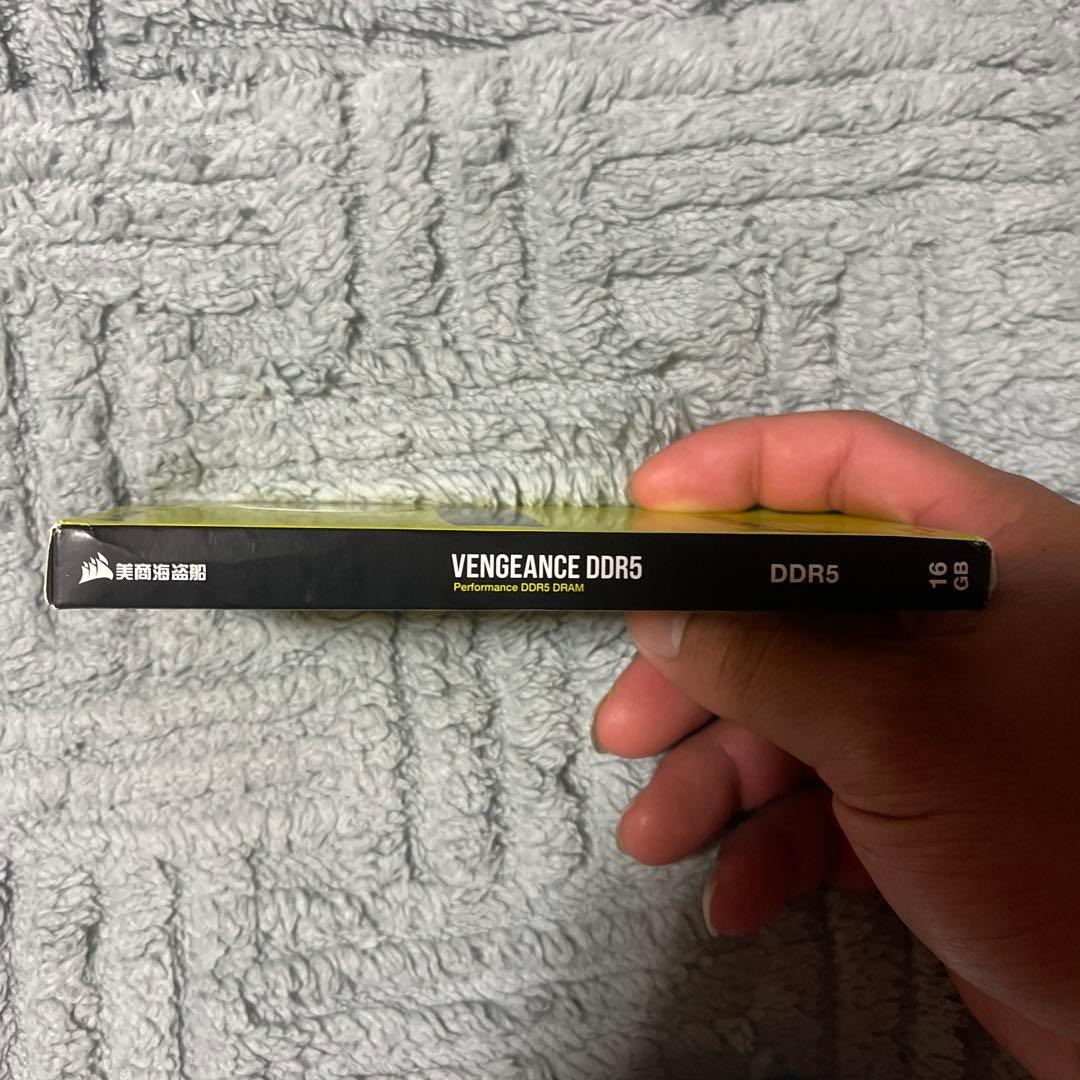 美商海盗船
VENGEANCE DDR5
Performance DDR5 DRAM
DDR5
16
GB